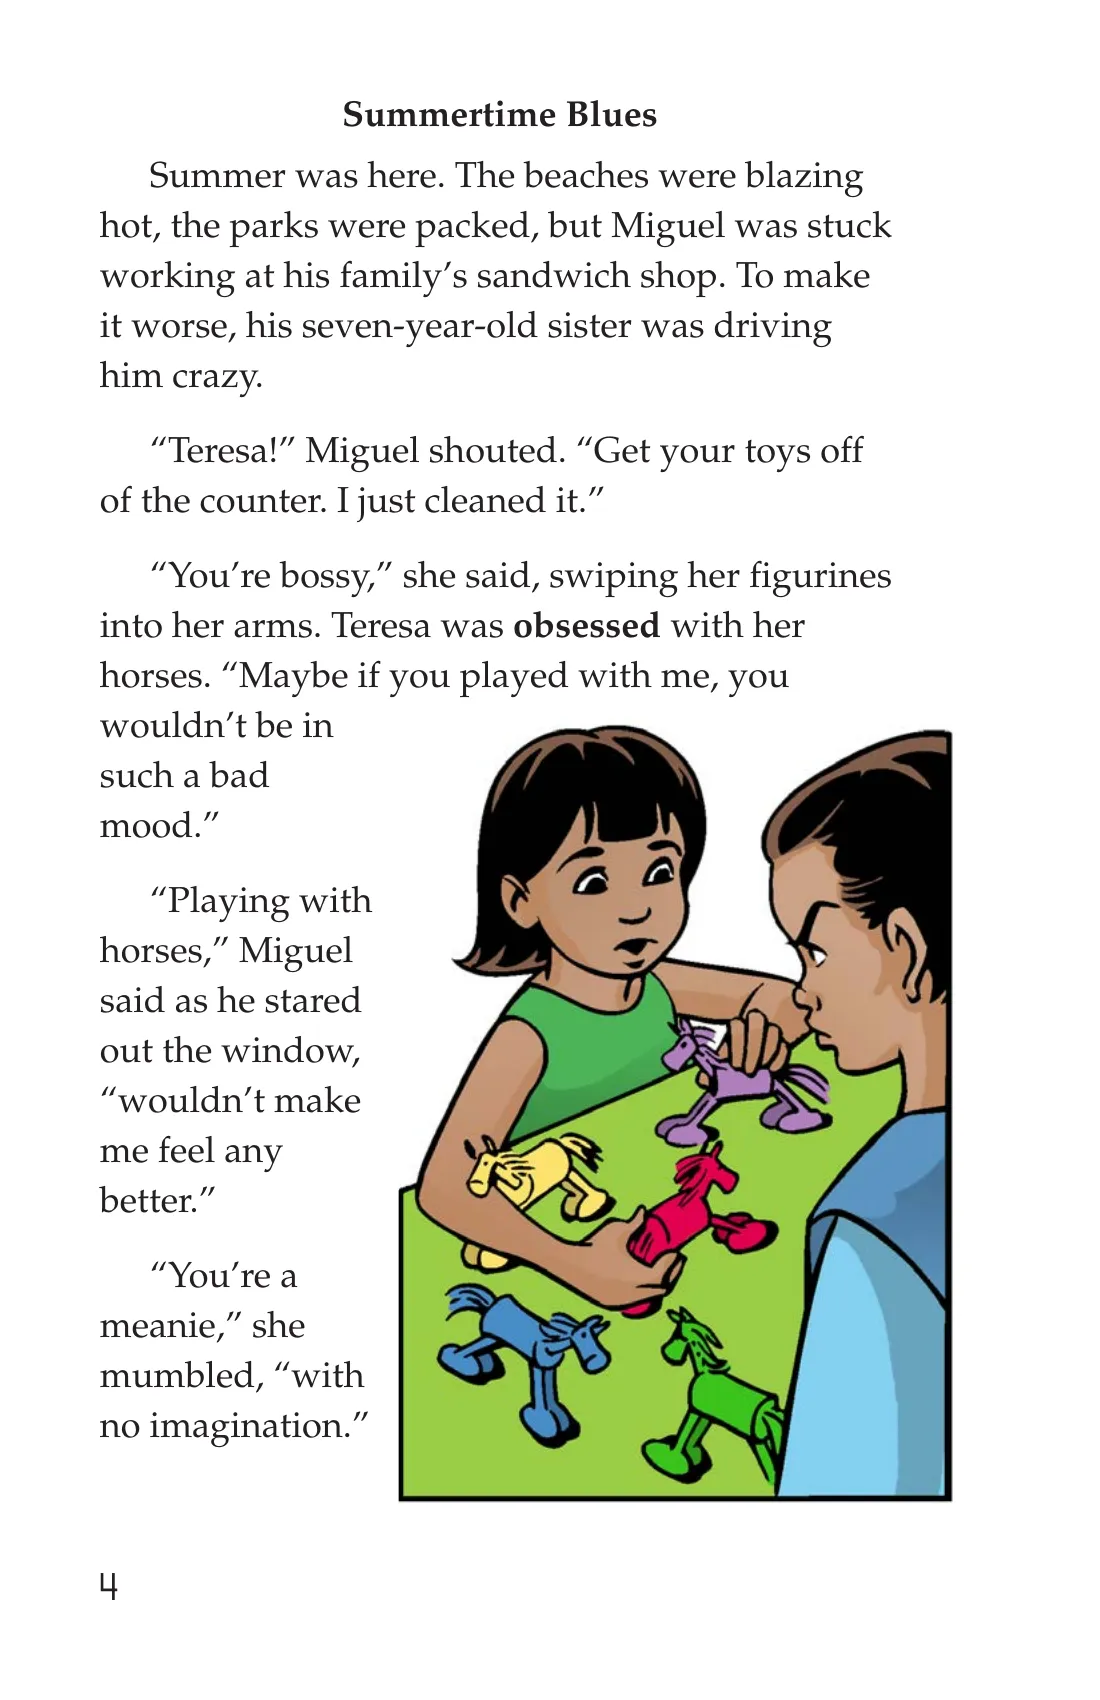 Summertime Blues
Summer was here. The beaches were blazing
hot, the parks were packed, but Miguel was stuck
working at his family’s sandwich shop. To make
it worse, his seven-year-old sister was driving
him crazy.
“Teresa!” Miguel shouted. “Get your toys off
of the counter. I just cleaned it.”
“You’re bossy,” she said, swiping her figurines
into her arms. Teresa was obsessed with her
horses. “Maybe if you played with me, you
wouldn’t be in
such a bad
mood.”
“Playing with
horses,” Miguel
said as he stared
out the window,
“wouldn’t make
me feel any
better.”
“You’re a
meanie,” she
mumbled, “with
no imagination.”
4